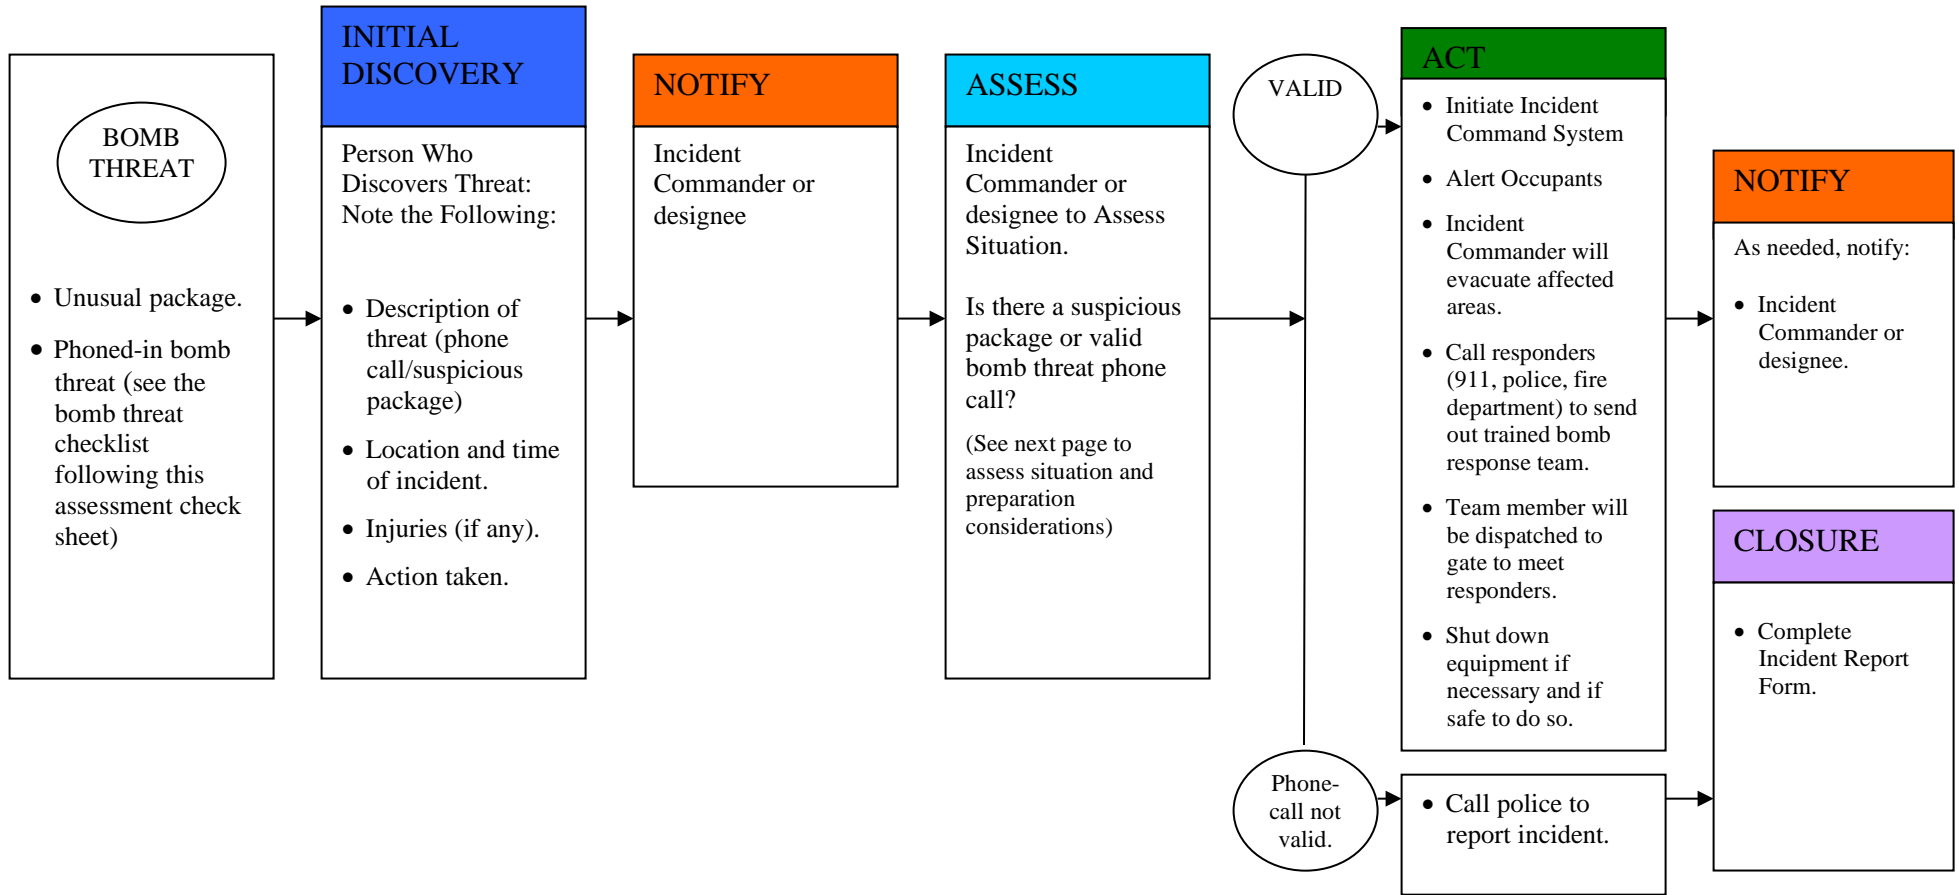 BOMB
THREAT
• Unusual package.
• Phoned-in bomb
threat (see the
bomb threat
checklist
following this
assessment check
sheet)
INITIAL
DISCOVERY
Person Who
Discovers Threat:
Note the Following:
• Description of
threat (phone
call/suspicious
package)
• Location and time
of incident.
• Injuries (if any).
• Action taken.
NOTIFY
Incident
Commander or
designee
ASSESS
Incident
Commander or
designee to Assess
Situation.
Is there a suspicious
package or valid
bomb threat phone
call?
(See next page to
assess situation and
preparation
considerations)
VALID
ACT
• Initiate Incident
Command System
• Alert Occupants
• Incident
Commander will
evacuate affected
areas.
• Call responders
(911, police, fire
department) to send
out trained bomb
response team.
• Team member will
be dispatched to
gate to meet
responders.
• Shut down
equipment if
necessary and if
safe to do so.
NOTIFY
As needed, notify:
• Incident
Commander or
designee.
Phone-
call not
valid.
• Call police to
report incident.
CLOSURE
• Complete
Incident Report
Form.